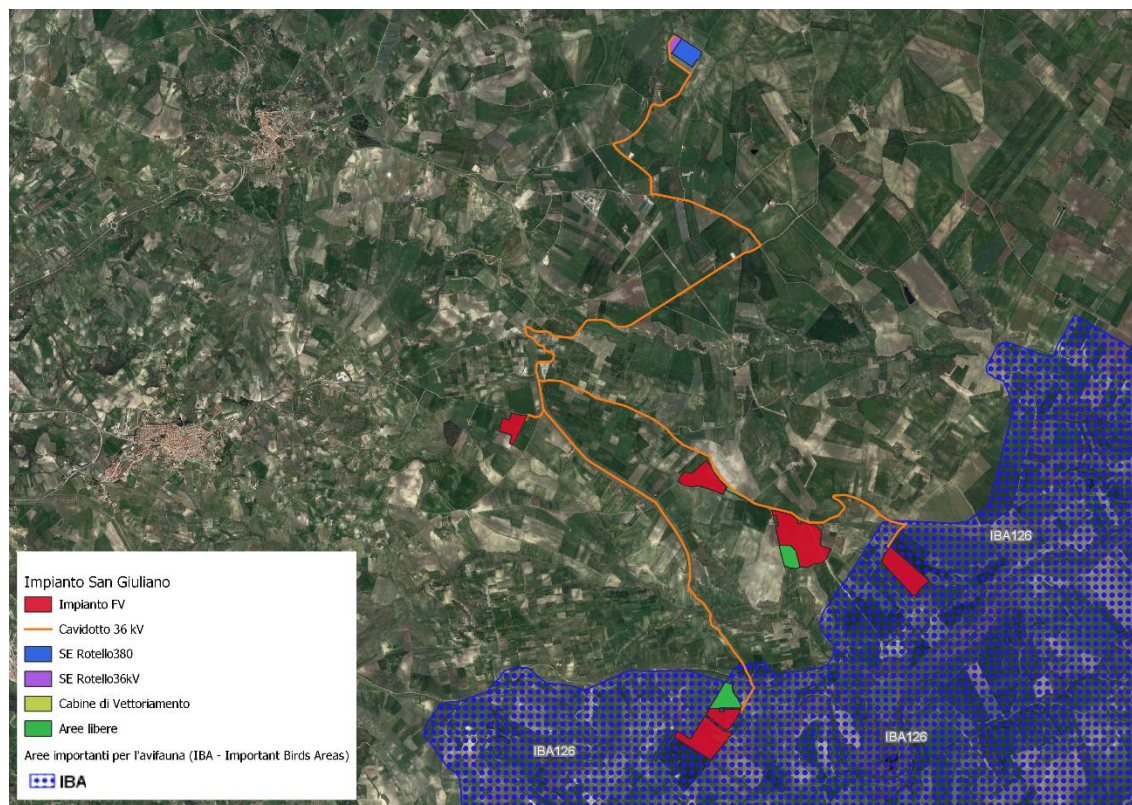 IBA126
IBA126
IBA126
Impianto San Giuliano
Impianto FV
Cavidotto 36 kV
SE Rotello380
SE Rotello36kV
Cabine di Vettoriamento
Aree libere
Aree importanti per l'avifauna (IBA - Important Birds Areas)
IBA